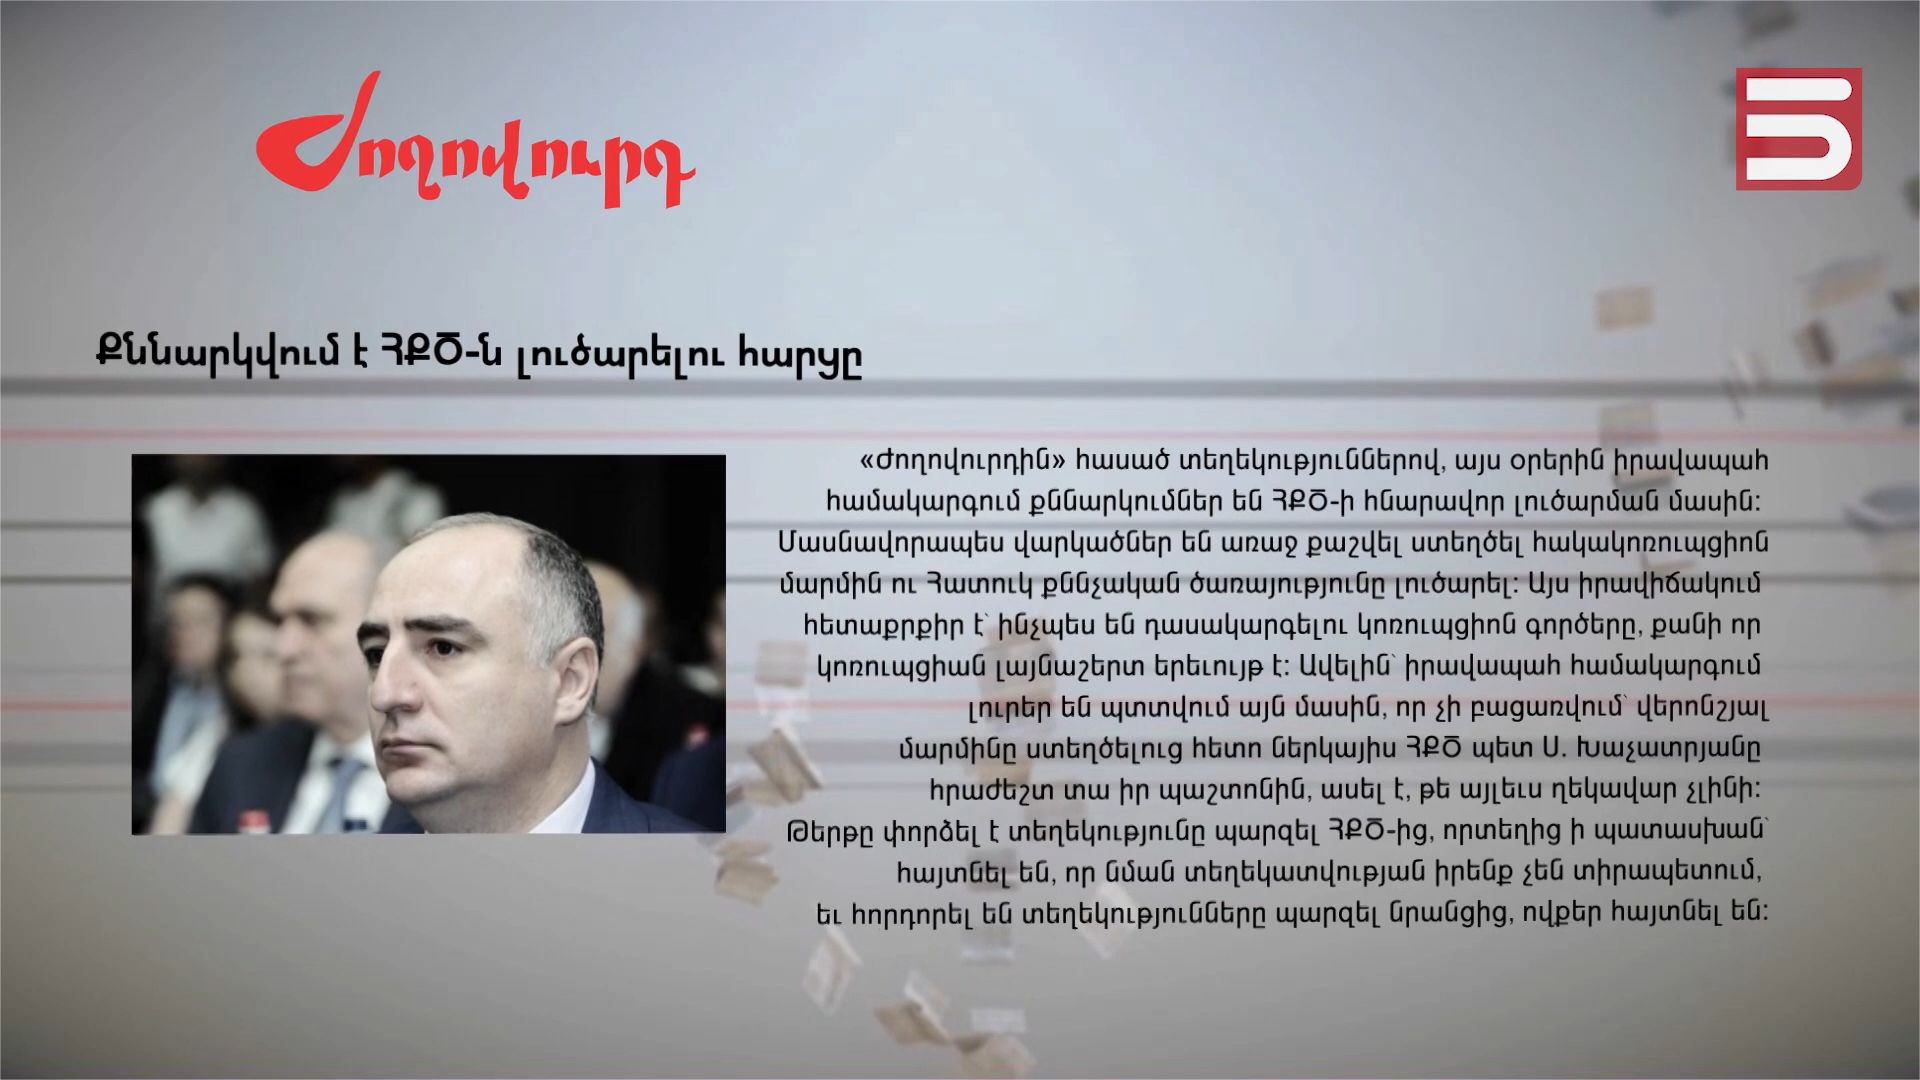 Ժողովուրդ
5
Քննարկվում է ՀՔԾ-ն լուծարելու հարցը
«Ժողովուրդին» հասած տեղեկություններով, այս օրերին իրավապահ
համակարգում քննարկումներ են ՀՔԾ-ի հնարավոր լուծարման մասին:
Մասնավորապես վարկածներ են առաջ քաշվել ստեղծել հակակոռուպցիոն
մարմին ու Հատուկ քննչական ծառայությունը լուծարել: Այս իրավիճակում
հետաքրքիր է՝ ինչպես են դասակարգելու կոռուպցիոն գործերը, քանի որ
կոռուպցիան լայնաշերտ երեւույթ է: Ավելին՝ իրավապահ համակարգում
լուրեր են պտտվում այն մասին, որ չի բացառվում՝ վերոնշյալ
մարմինը ստեղծելուց հետո ներկայիս ՀՔԾ պետ Ս. Խաչատրյանը
հրաժեշտ տա իր պաշտոնին, ասել է, թե այլեւս ղեկավար չլինի:
Թերթը փորձել է տեղեկությունը պարզել ՀՔԾ-ից, որտեղից ի պատասխան՝
հայտնել են, որ նման տեղեկատվության իրենք չեն տիրապետում,
եւ հորդորել են տեղեկությունները պարզել նրանցից, ովքեր հայտնել են: